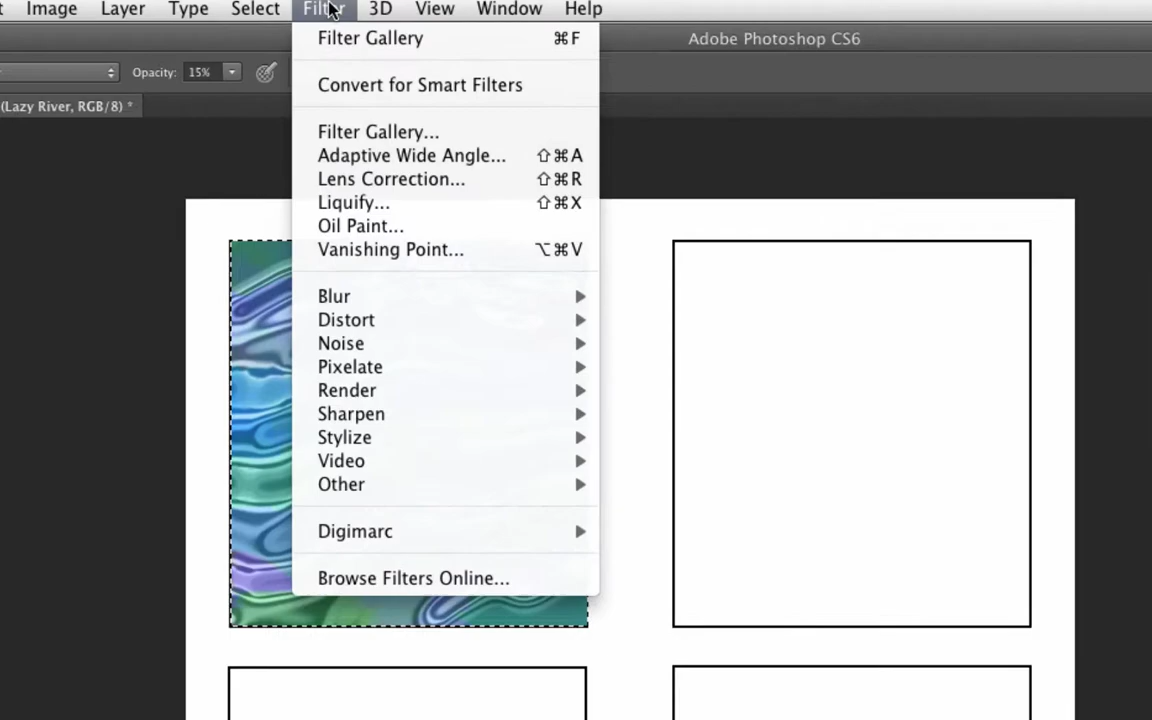 Image Layer Type Select Filter 3D View Window Help
Adobe Photoshop CS6
Opacity: 15%
(Lazy River, RGB/8) *
Filter Gallery ⌘F
Convert for Smart Filters
Filter Gallery...
Adaptive Wide Angle... ⇧⌘A
Lens Correction... ⇧⌘R
Liquify... ⇧⌘X
Oil Paint...
Vanishing Point... ⌥⌘V
Blur
Distort
Noise
Pixelate
Render
Sharpen
Stylize
Video
Other
Digimarc
Browse Filters Online...